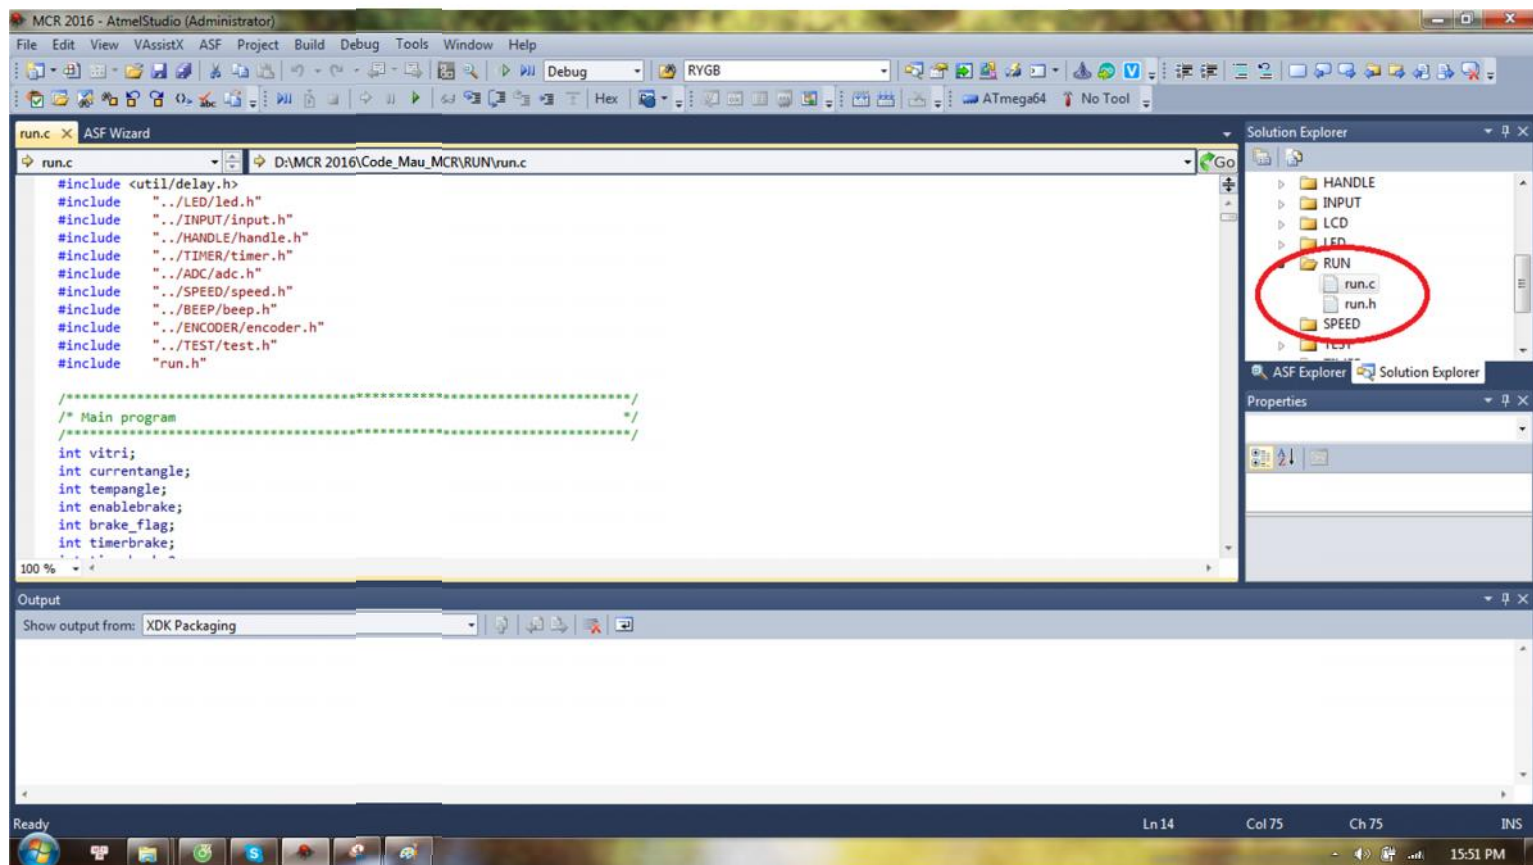 MCR 2016 - AtmelStudio (Administrator)
File Edit View VAssistX ASF Project Build Debug Tools Window Help
Debug RYGB
Hex ATmega64 No Tool
run.c ASF Wizard
run.c D:\MCR 2016\Code_Mau_MCR\RUN\run.c Go
#include <util/delay.h>
#include "../LED/led.h"
#include "../INPUT/input.h"
#include "../HANDLE/handle.h"
#include "../TIMER/timer.h"
#include "../ADC/adc.h"
#include "../SPEED/speed.h"
#include "../BEEP/beep.h"
#include "../ENCODER/encoder.h"
#include "../TEST/test.h"
#include "run.h"
/* Main program */
int vitri;
int currentangle;
int tempangle;
int enablebrake;
int brake_flag;
int timerbrake;
100 %
Solution Explorer
HANDLE
INPUT
LCD
LED
RUN
run.c
run.h
SPEED
TEST
ASF Explorer Solution Explorer
Properties
Output
Show output from: XDK Packaging
Ready Ln 14 Col 75 Ch 75 INS
15:51 PM